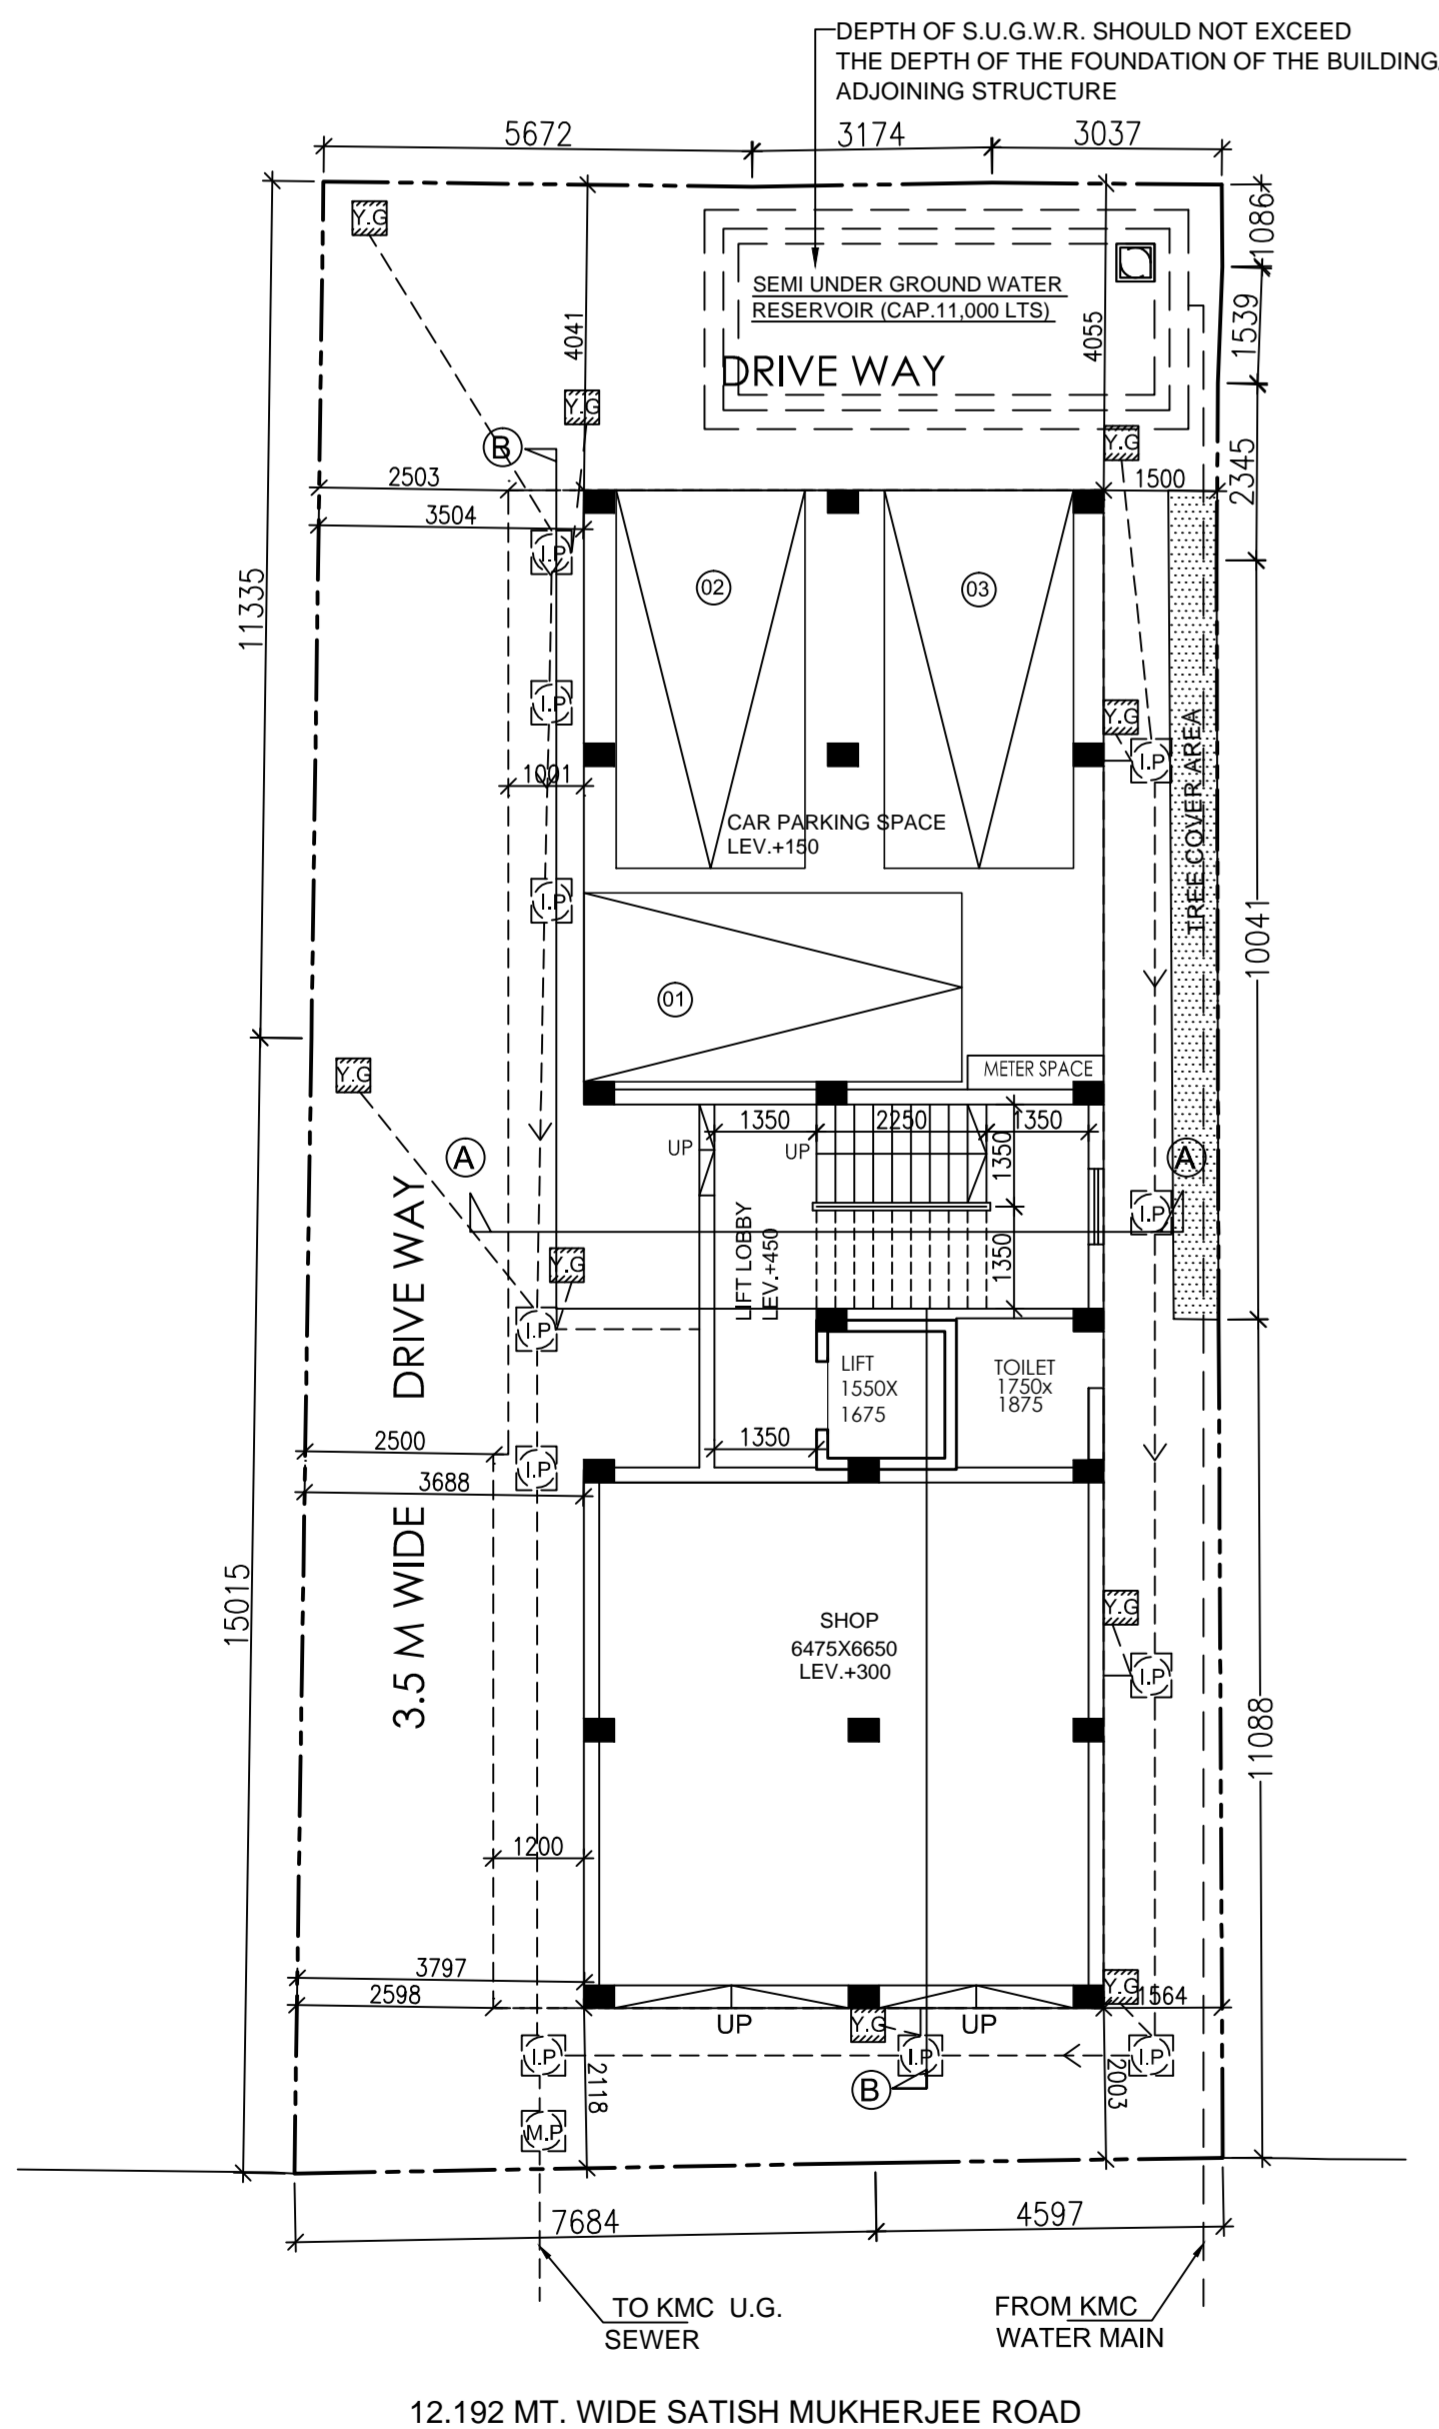 DEPTH OF S.U.G.W.R. SHOULD NOT EXCEED
THE DEPTH OF THE FOUNDATION OF THE BUILDING
ADJOINING STRUCTURE
5672
3174
3037
1086
Y.G
SEMI UNDER GROUND WATER
RESERVOIR (CAP.11,000 LTS)
1539
4041
4055
DRIVE WAY
Y.G
Y.G
B
2345
2503
1500
3504
I.P
02
03
11335
I.P
Y.G
I.P
1001
TREE COVER AREA
CAR PARKING SPACE
LEV.+150
I.P
10041
01
METER SPACE
Y.G
1350
2250
1350
UP
UP
1350
A
A
I.P
LIFT LOBBY
LEV.+450
1350
Y.G
I.P
LIFT
1550X
1675
TOILET
1750x
1875
2500
1350
I.P
3688
3.5 M WIDE DRIVE WAY
15015
Y.G
SHOP
6475X6650
LEV.+300
I.P
11088
1200
3797
Y.G
2598
1564
UP
Y.G
UP
I.P
I.P
I.P
2118
B
2003
M.P
7684
4597
TO KMC U.G.
SEWER
FROM KMC
WATER MAIN
12.192 MT. WIDE SATISH MUKHERJEE ROAD